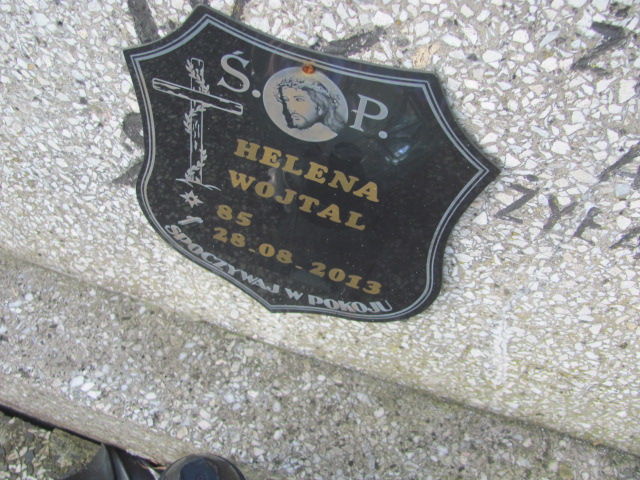 Ś. P.
HELENA
WOJTAL
85
28.08.2013
SPOCZYWAJ W POKOJU